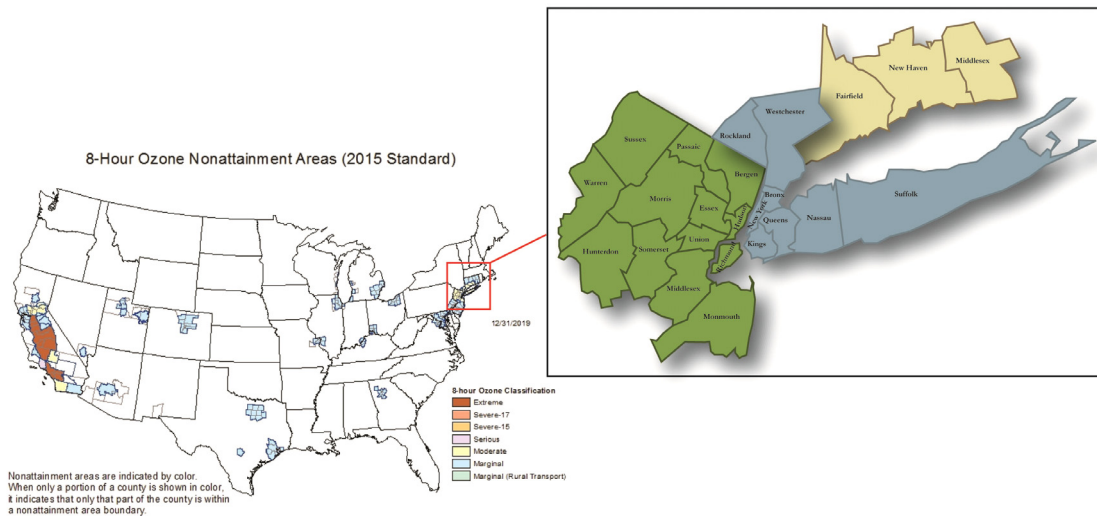 8-Hour Ozone Nonattainment Areas (2015 Standard)
12/31/2019
8-hour Ozone Classification
Extreme
Severe-17
Severe-15
Serious
Moderate
Marginal
Marginal (Rural Transport)
Nonattainment areas are indicated by color.
When only a portion of a county is shown in color,
it indicates that only that part of the county is within
a nonattainment area boundary.
Middlesex
New Haven
Fairfield
Westchester
Rockland
Sussex
Passaic
Bergen
Warren
Morris
Essex
Hudson
New York
Bronx
Queens
Nassau
Suffolk
Kings
Union
Hunterdon
Somerset
Richmond
Middlesex
Monmouth